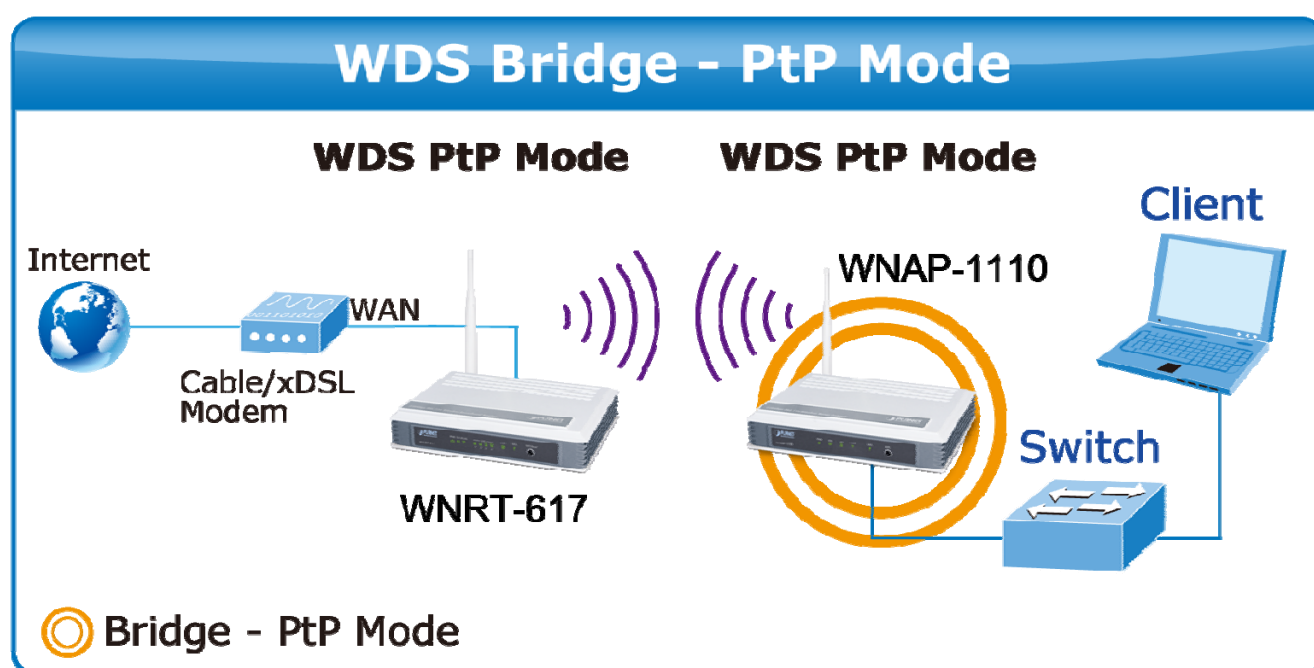 WDS Bridge - PtP Mode
WDS PtP Mode
WDS PtP Mode
Client
Internet
WNAP-1110
WAN
Cable/xDSL
Modem
Switch
WNRT-617
Bridge - PtP Mode